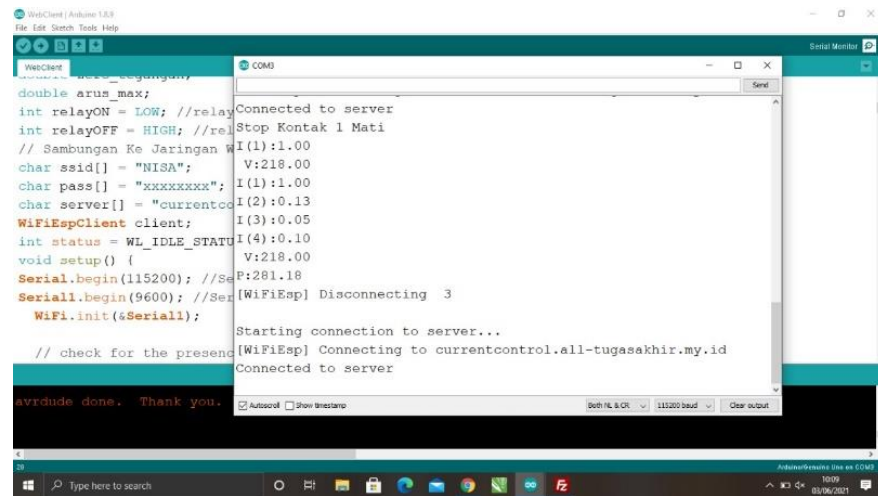 WebClient | Arduino 1.8.9
File Edit Sketch Tools Help
Serial Monitor
WebClient
double arus_max;
int relayON = LOW; //relay
int relayOFF = HIGH; //rel
// Sambungan Ke Jaringan W
char ssid[] = "NISA";
char pass[] = "xxxxxxxx";
char server[] = "currentco
WiFiEspClient client;
int status = WL_IDLE_STATU
void setup() {
Serial.begin(115200); //Se
Serial1.begin(9600); //Ser
WiFi.init(&Serial1);
// check for the presenc
COM3
Send
Connected to server
Stop Kontak 1 Mati
I(1):1.00
V:218.00
I(1):1.00
I(2):0.13
I(3):0.05
I(4):0.10
V:218.00
P:281.18
[WiFiEsp] Disconnecting 3
Starting connection to server...
[WiFiEsp] Connecting to currentcontrol.all-tugasakhir.my.id
Connected to server
Autoscroll Show timestamp
Both NL & CR
115200 baud
Clear output
avrdude done. Thank you.
28
Arduino/Genuino Uno on COM3
Type here to search
10:09
03/06/2021